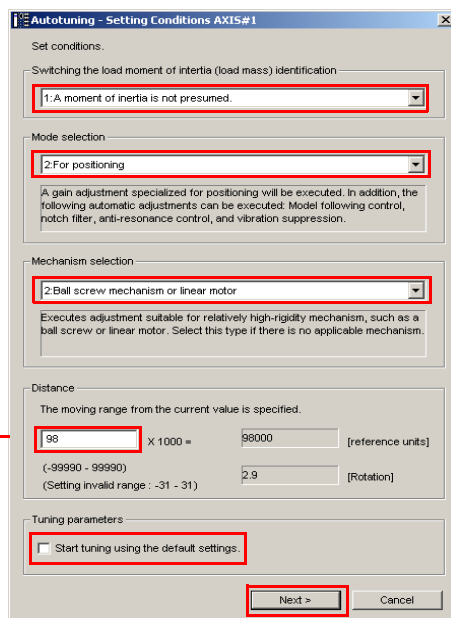 Autotuning - Setting Conditions AXIS#1
Set conditions.
Switching the load moment of intertia (load mass) identification
1:A moment of inertia is not presumed.
Mode selection
2:For positioning
A gain adjustment specialized for positioning will be executed. In addition, the
following automatic adjustments can be executed: Model following control,
notch filter, anti-resonance control, and vibration suppression.
Mechanism selection
2:Ball screw mechanism or linear motor
Executes adjustment suitable for relatively high-rigidity mechanism, such as a
ball screw or linear motor. Select this type if there is no applicable mechanism.
Distance
The moving range from the current value is specified.
98 X 1000 = 98000 [reference units]
(-99990 - 99990)
2.9 [Rotation]
(Setting invalid range : -31 - 31)
Tuning parameters
Start tuning using the default settings.
Next > Cancel